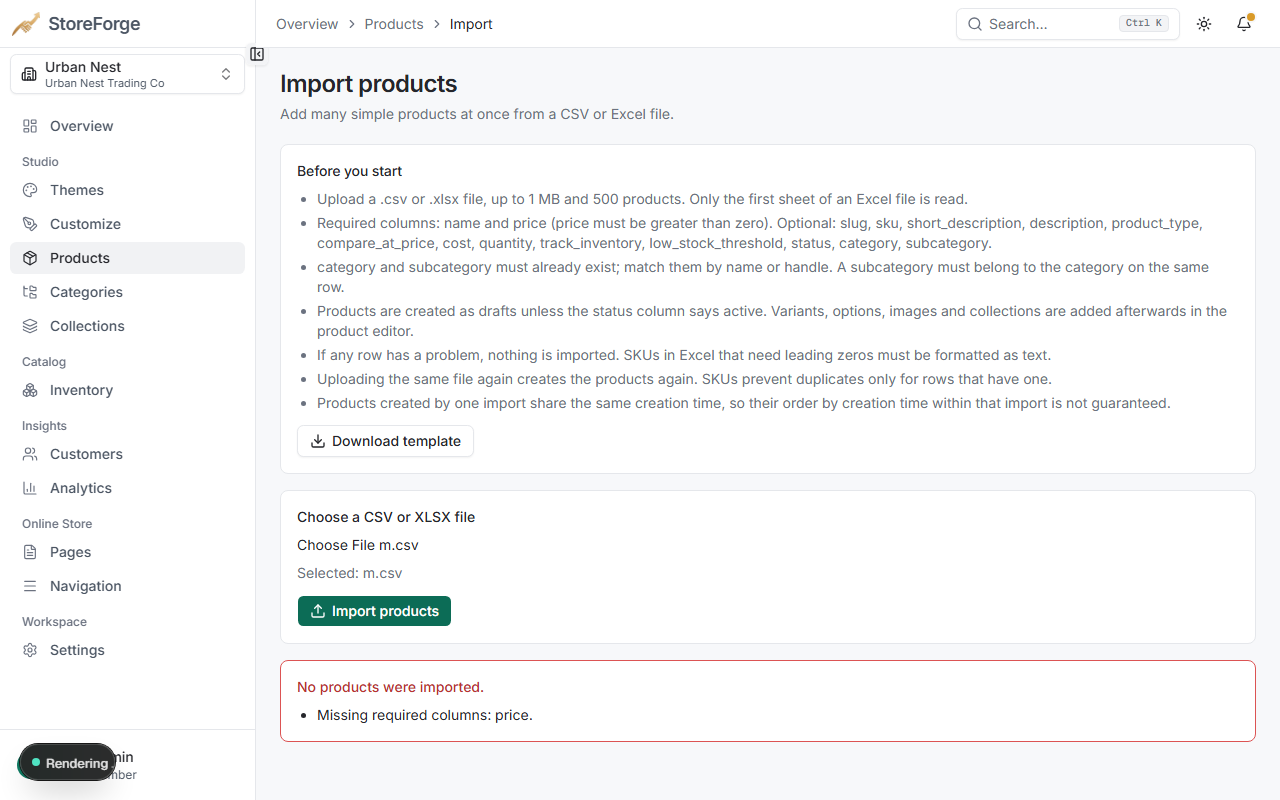 StoreForge
Overview
Products
Import
Search...
Ctrl K
Urban Nest
Urban Nest Trading Co
Overview
Studio
Themes
Customize
Products
Categories
Collections
Catalog
Inventory
Insights
Customers
Analytics
Online Store
Pages
Navigation
Workspace
Settings
Rendering
Import products
Add many simple products at once from a CSV or Excel file.
Before you start
Upload a .csv or .xlsx file, up to 1 MB and 500 products. Only the first sheet of an Excel file is read.
Required columns: name and price (price must be greater than zero). Optional: slug, sku, short_description, description, product_type,
compare_at_price, cost, quantity, track_inventory, low_stock_threshold, status, category, subcategory.
category and subcategory must already exist; match them by name or handle. A subcategory must belong to the category on the same
row.
Products are created as drafts unless the status column says active. Variants, options, images and collections are added afterwards in the
product editor.
If any row has a problem, nothing is imported. SKUs in Excel that need leading zeros must be formatted as text.
Uploading the same file again creates the products again. SKUs prevent duplicates only for rows that have one.
Products created by one import share the same creation time, so their order by creation time within that import is not guaranteed.
Download template
Choose a CSV or XLSX file
Choose File m.csv
Selected: m.csv
Import products
No products were imported.
Missing required columns: price.